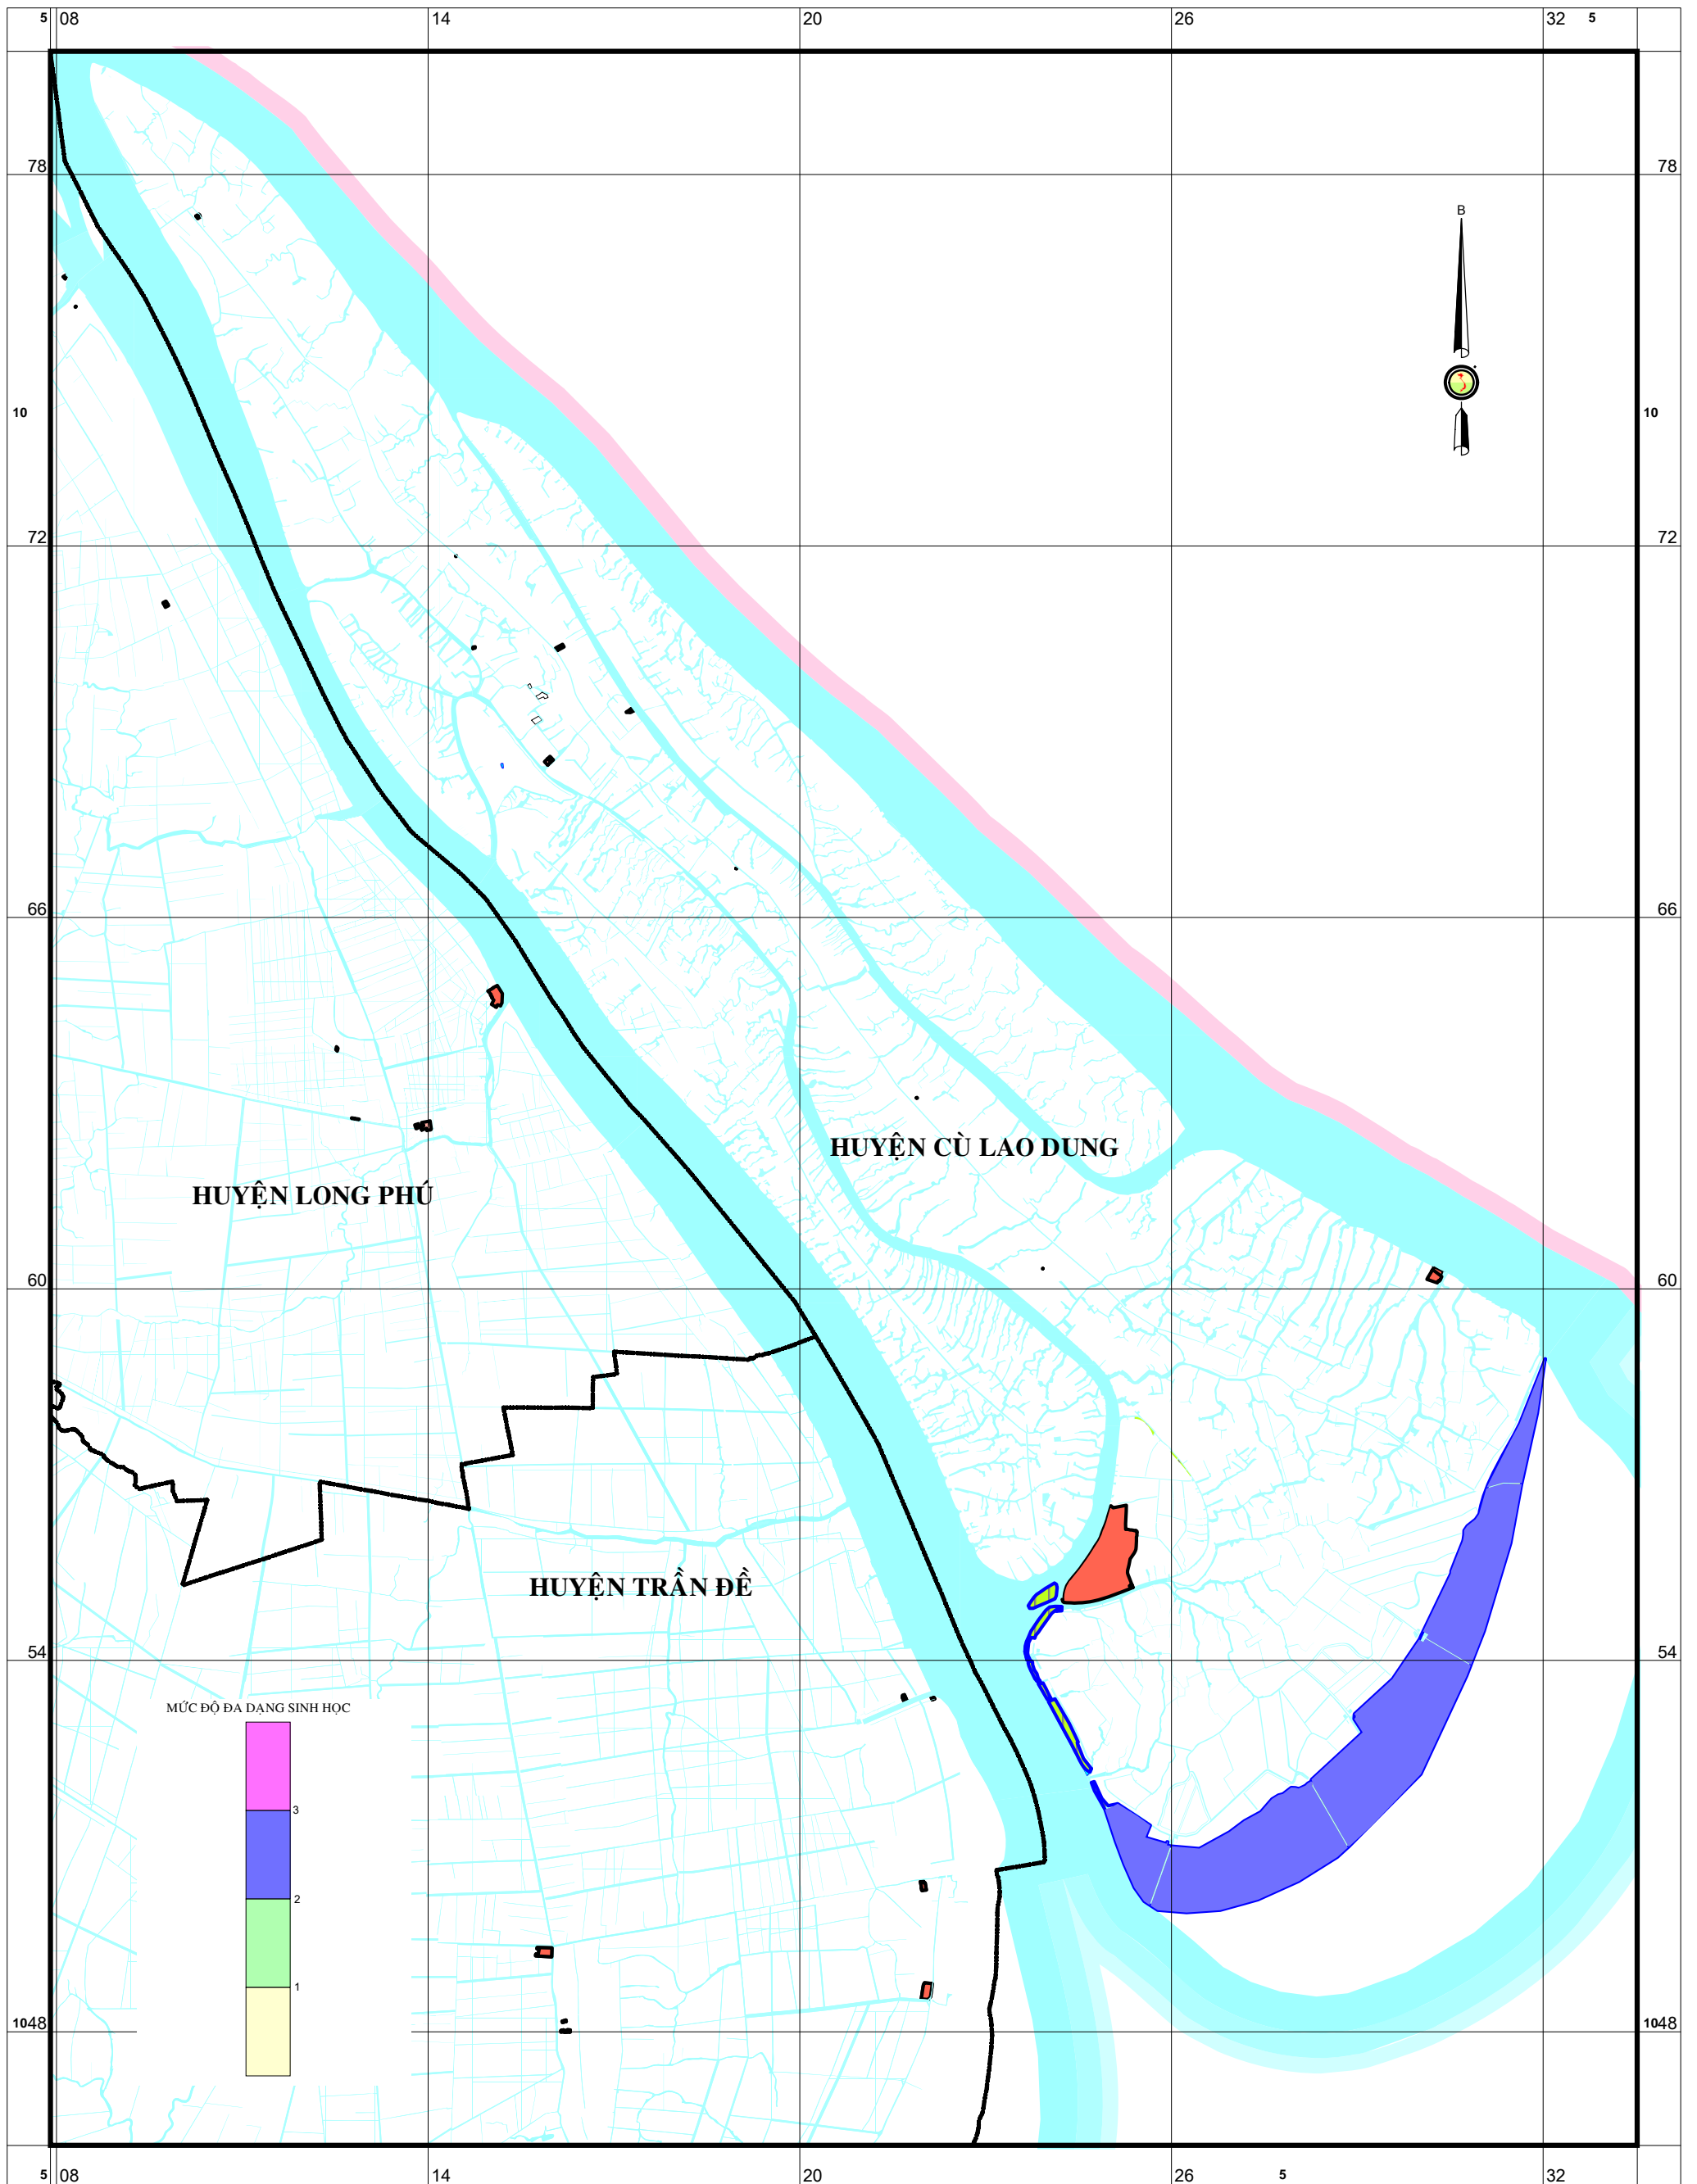 5 08 14 20 26 32 5
78 78
B
10 10
72 72
66 66
HUYỆN CÙ LAO DUNG
HUYỆN LONG PHÚ
60 60
HUYỆN TRẦN ĐỀ
54 54
MỨC ĐỘ ĐA DẠNG SINH HỌC
3
2
1
1048 1048
5 08 14 20 26 5 32